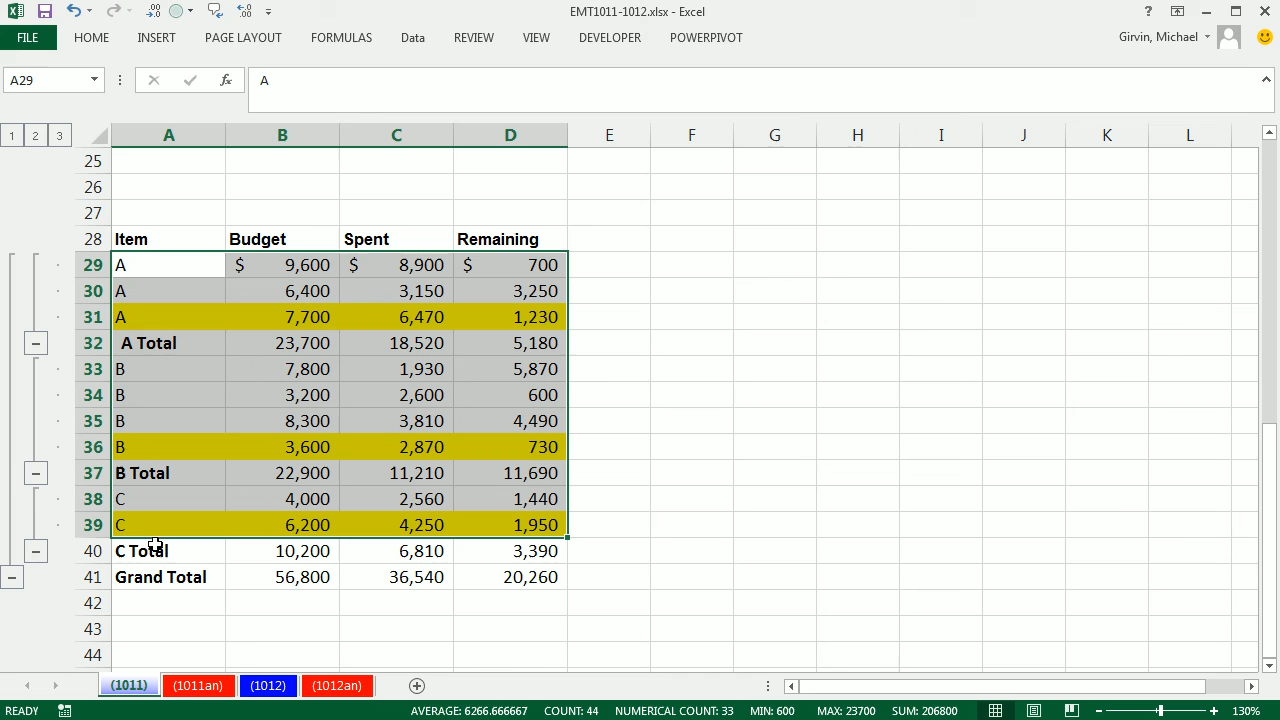 EMT1011-1012.xlsx - Excel
FILE HOME INSERT PAGE LAYOUT FORMULAS Data REVIEW VIEW DEVELOPER POWERPIVOT Girvin, Michael
A29 fx A
1 2 3 A B C D E F G H I J K L
25
26
27
28 Item Budget Spent Remaining
29 A $ 9,600 $ 8,900 $ 700
30 A 6,400 3,150 3,250
31 A 7,700 6,470 1,230
32 A Total 23,700 18,520 5,180
33 B 7,800 1,930 5,870
34 B 3,200 2,600 600
35 B 8,300 3,810 4,490
36 B 3,600 2,870 730
37 B Total 22,900 11,210 11,690
38 C 4,000 2,560 1,440
39 C 6,200 4,250 1,950
40 C Total 10,200 6,810 3,390
41 Grand Total 56,800 36,540 20,260
42
43
44
(1011) (1011an) (1012) (1012an)
READY AVERAGE: 6266.666667 COUNT: 44 NUMERICAL COUNT: 33 MIN: 600 MAX: 23700 SUM: 206800 130%